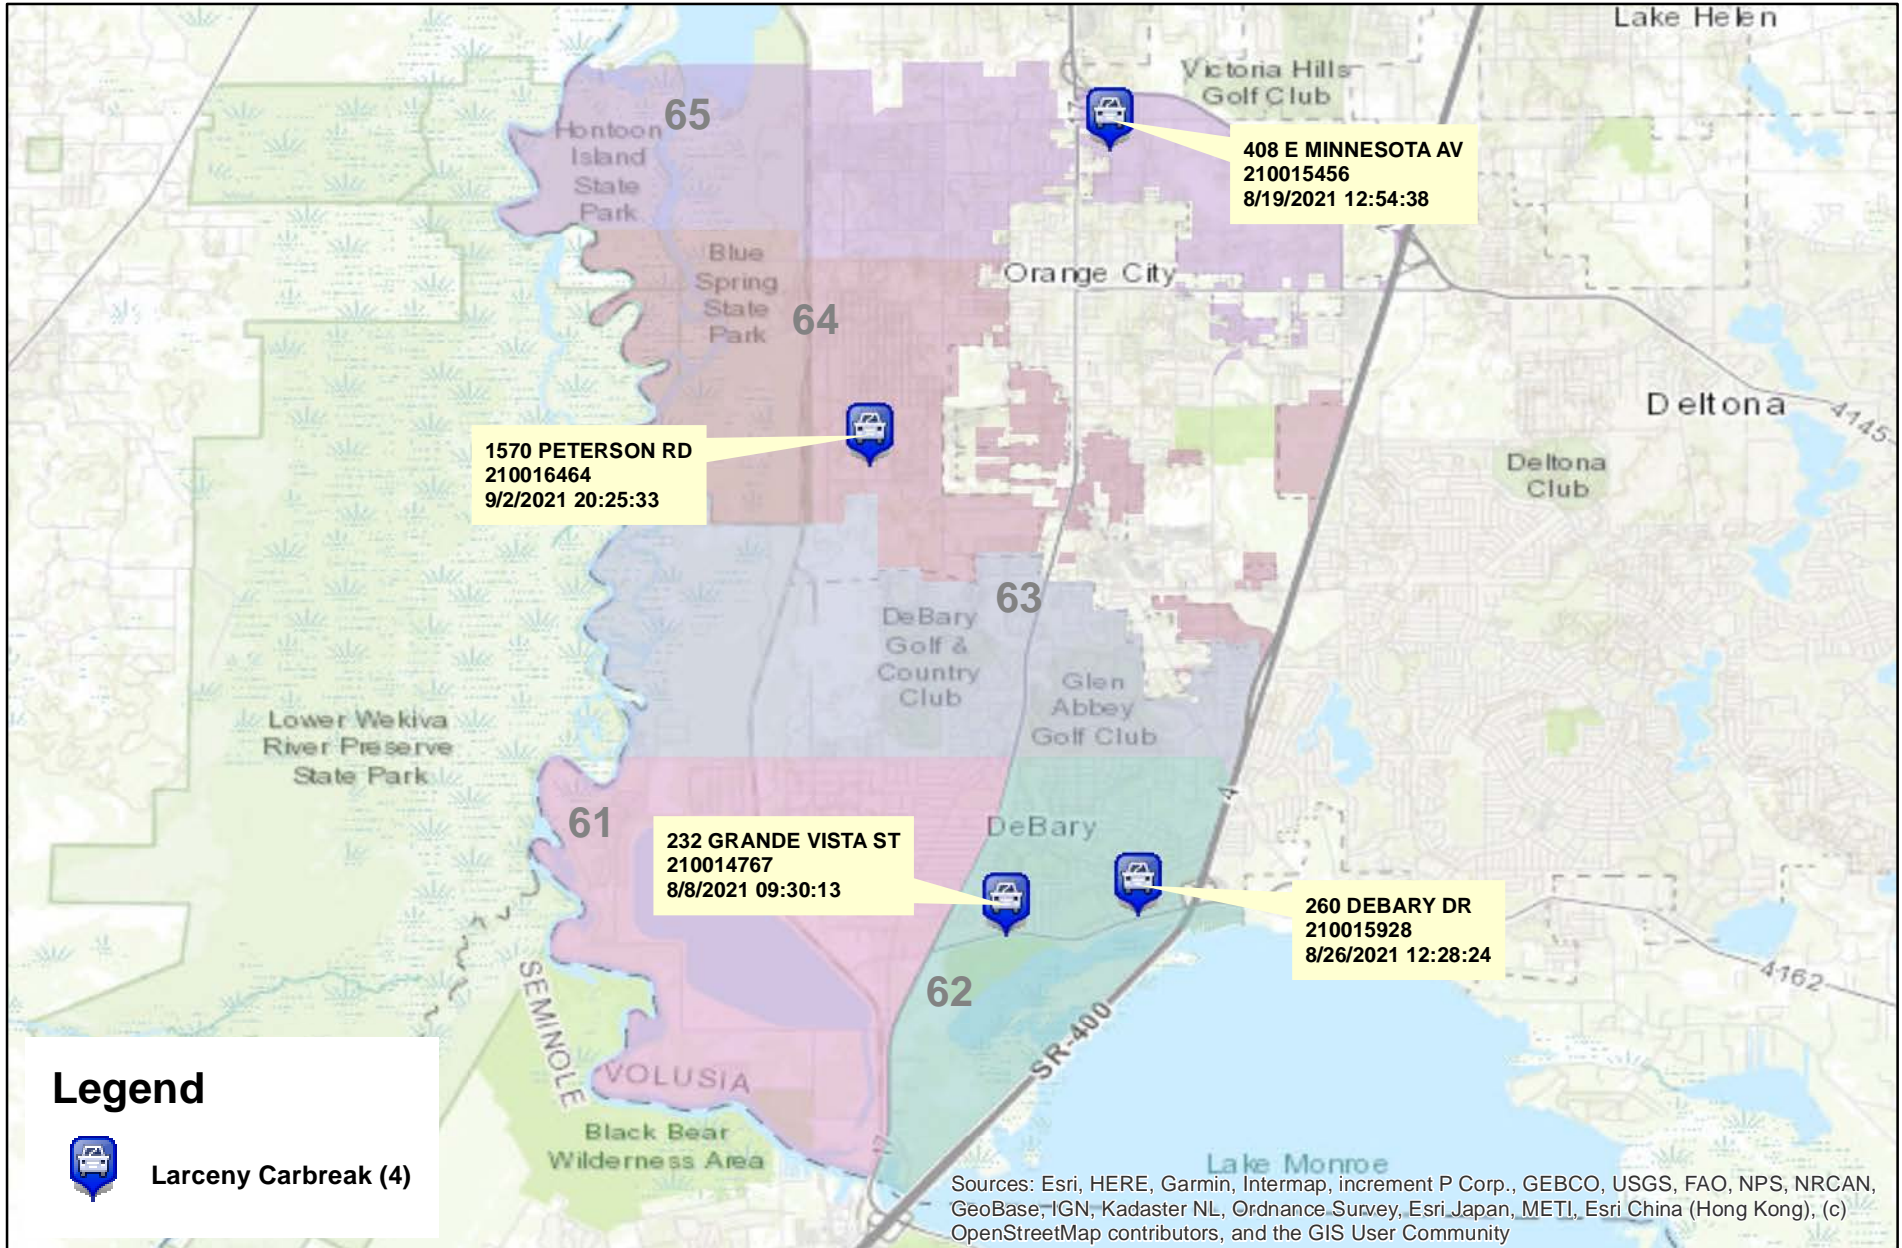 Lake Helen
Victoria Hills
Golf Club
65
Hontoon
Island
State
Park
408 E MINNESOTA AV
210015456
8/19/2021 12:54:38
Blue
Spring
State
Park
Orange City
64
Deltona
4145
1570 PETERSON RD
210016464
9/2/2021 20:25:33
Deltona
Club
63
DeBary
Golf &
Country
Club
Glen
Abbey
Golf Club
Lower Wekiva
River Preserve
State Park
4
61
DeBary
232 GRANDE VISTA ST
210014767
8/8/2021 09:30:13
260 DEBARY DR
210015928
8/26/2021 12:28:24
62
4162
SEMINOLE
SR-400
VOLUSIA
Legend
Black Bear
Wilderness Area
17
Larceny Carbreak (4)
Lake Monroe
Sources: Esri, HERE, Garmin, Intermap, increment P Corp., GEBCO, USGS, FAO, NPS, NRCAN,
GeoBase, IGN, Kadaster NL, Ordnance Survey, Esri Japan, METI, Esri China (Hong Kong), (c)
OpenStreetMap contributors, and the GIS User Community